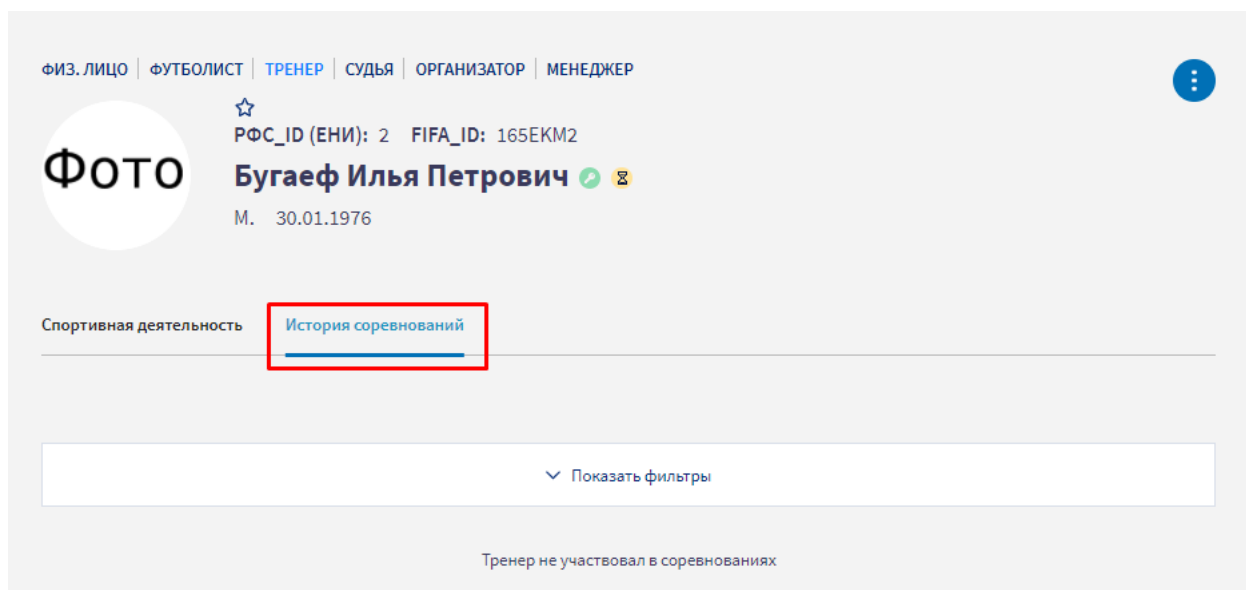 ФИЗ. ЛИЦО | ФУТБОЛИСТ | ТРЕНЕР | СУДЬЯ | ОРГАНИЗАТОР | МЕНЕДЖЕР
Фото
РФС_ID (ЕНИ): 2 FIFA_ID: 165EKM2
Бугаеф Илья Петрович
М. 30.01.1976
Спортивная деятельность История соревнований
Показать фильтры
Тренер не участвовал в соревнованиях